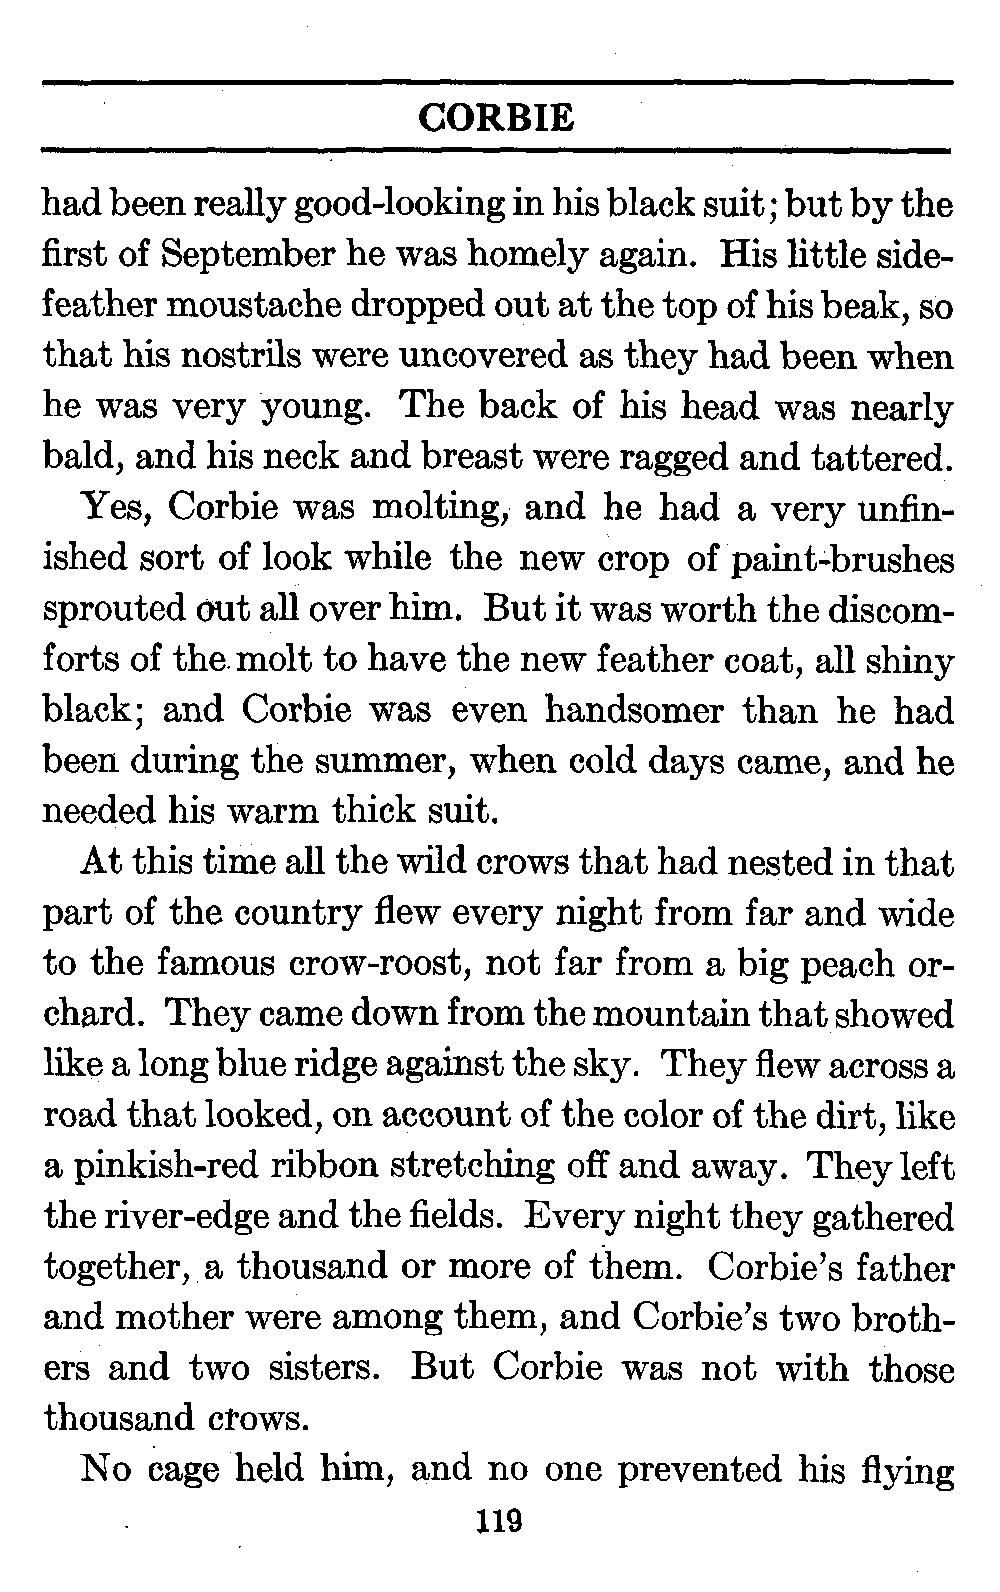 CORBIE
had been really good-looking in his black suit; but by the
first of September he was homely again. His little side-
feather moustache dropped out at the top of his beak, so
that his nostrils were uncovered as they had been when
he was very young. The back of his head was nearly
bald, and his neck and breast were ragged and tattered.
Yes, Corbie was molting, and he had a very unfin-
ished sort of look while the new crop of paint-brushes
sprouted out all over him. But it was worth the discom-
forts of the molt to have the new feather coat, all shiny
black; and Corbie was even handsomer than he had
been during the summer, when cold days came, and he
needed his warm thick suit.
At this time all the wild crows that had nested in that
part of the country flew every night from far and wide
to the famous crow-roost, not far from a big peach or-
chard. They came down from the mountain that showed
like a long blue ridge against the sky. They flew across a
road that looked, on account of the color of the dirt, like
a pinkish-red ribbon stretching off and away. They left
the river-edge and the fields. Every night they gathered
together, a thousand or more of them. Corbie's father
and mother were among them, and Corbie's two broth-
ers and two sisters. But Corbie was not with those
thousand crows.
No cage held him, and no one prevented his flying
119